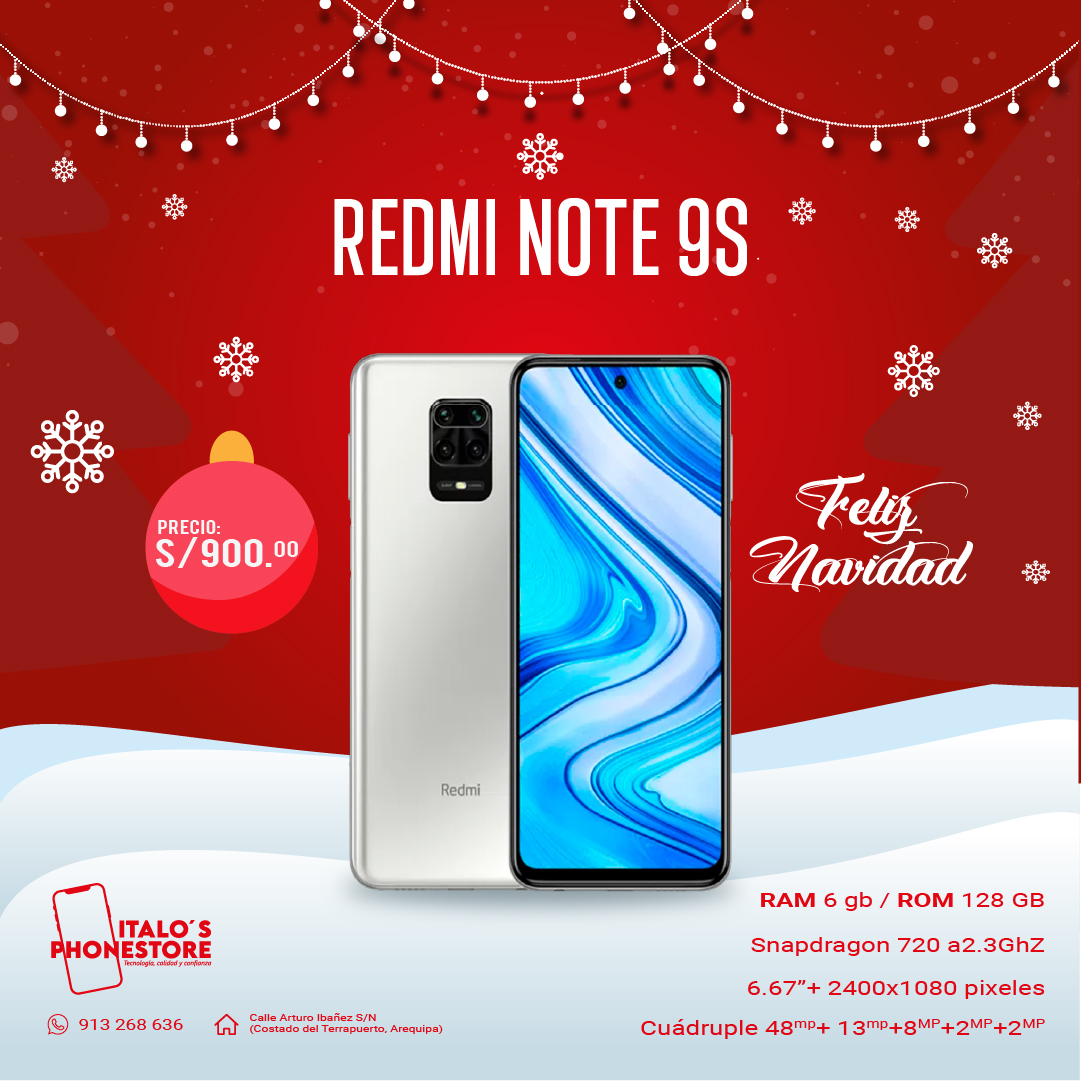 REDMI NOTE 9S
PRECIO:
S/900.00
Feliz
Navidad
Redmi
RAM 6 gb / ROM 128 GB
Snapdragon 720 a2.3GhZ
6.67”+ 2400x1080 pixeles
Cuádruple 48mp+ 13mp+8MP+2MP+2MP
ITALO´S
PHONESTORE
Tecnología, calidad y confianza
913 268 636
Calle Arturo Ibañez S/N
(Costado del Terrapuerto, Arequipa)